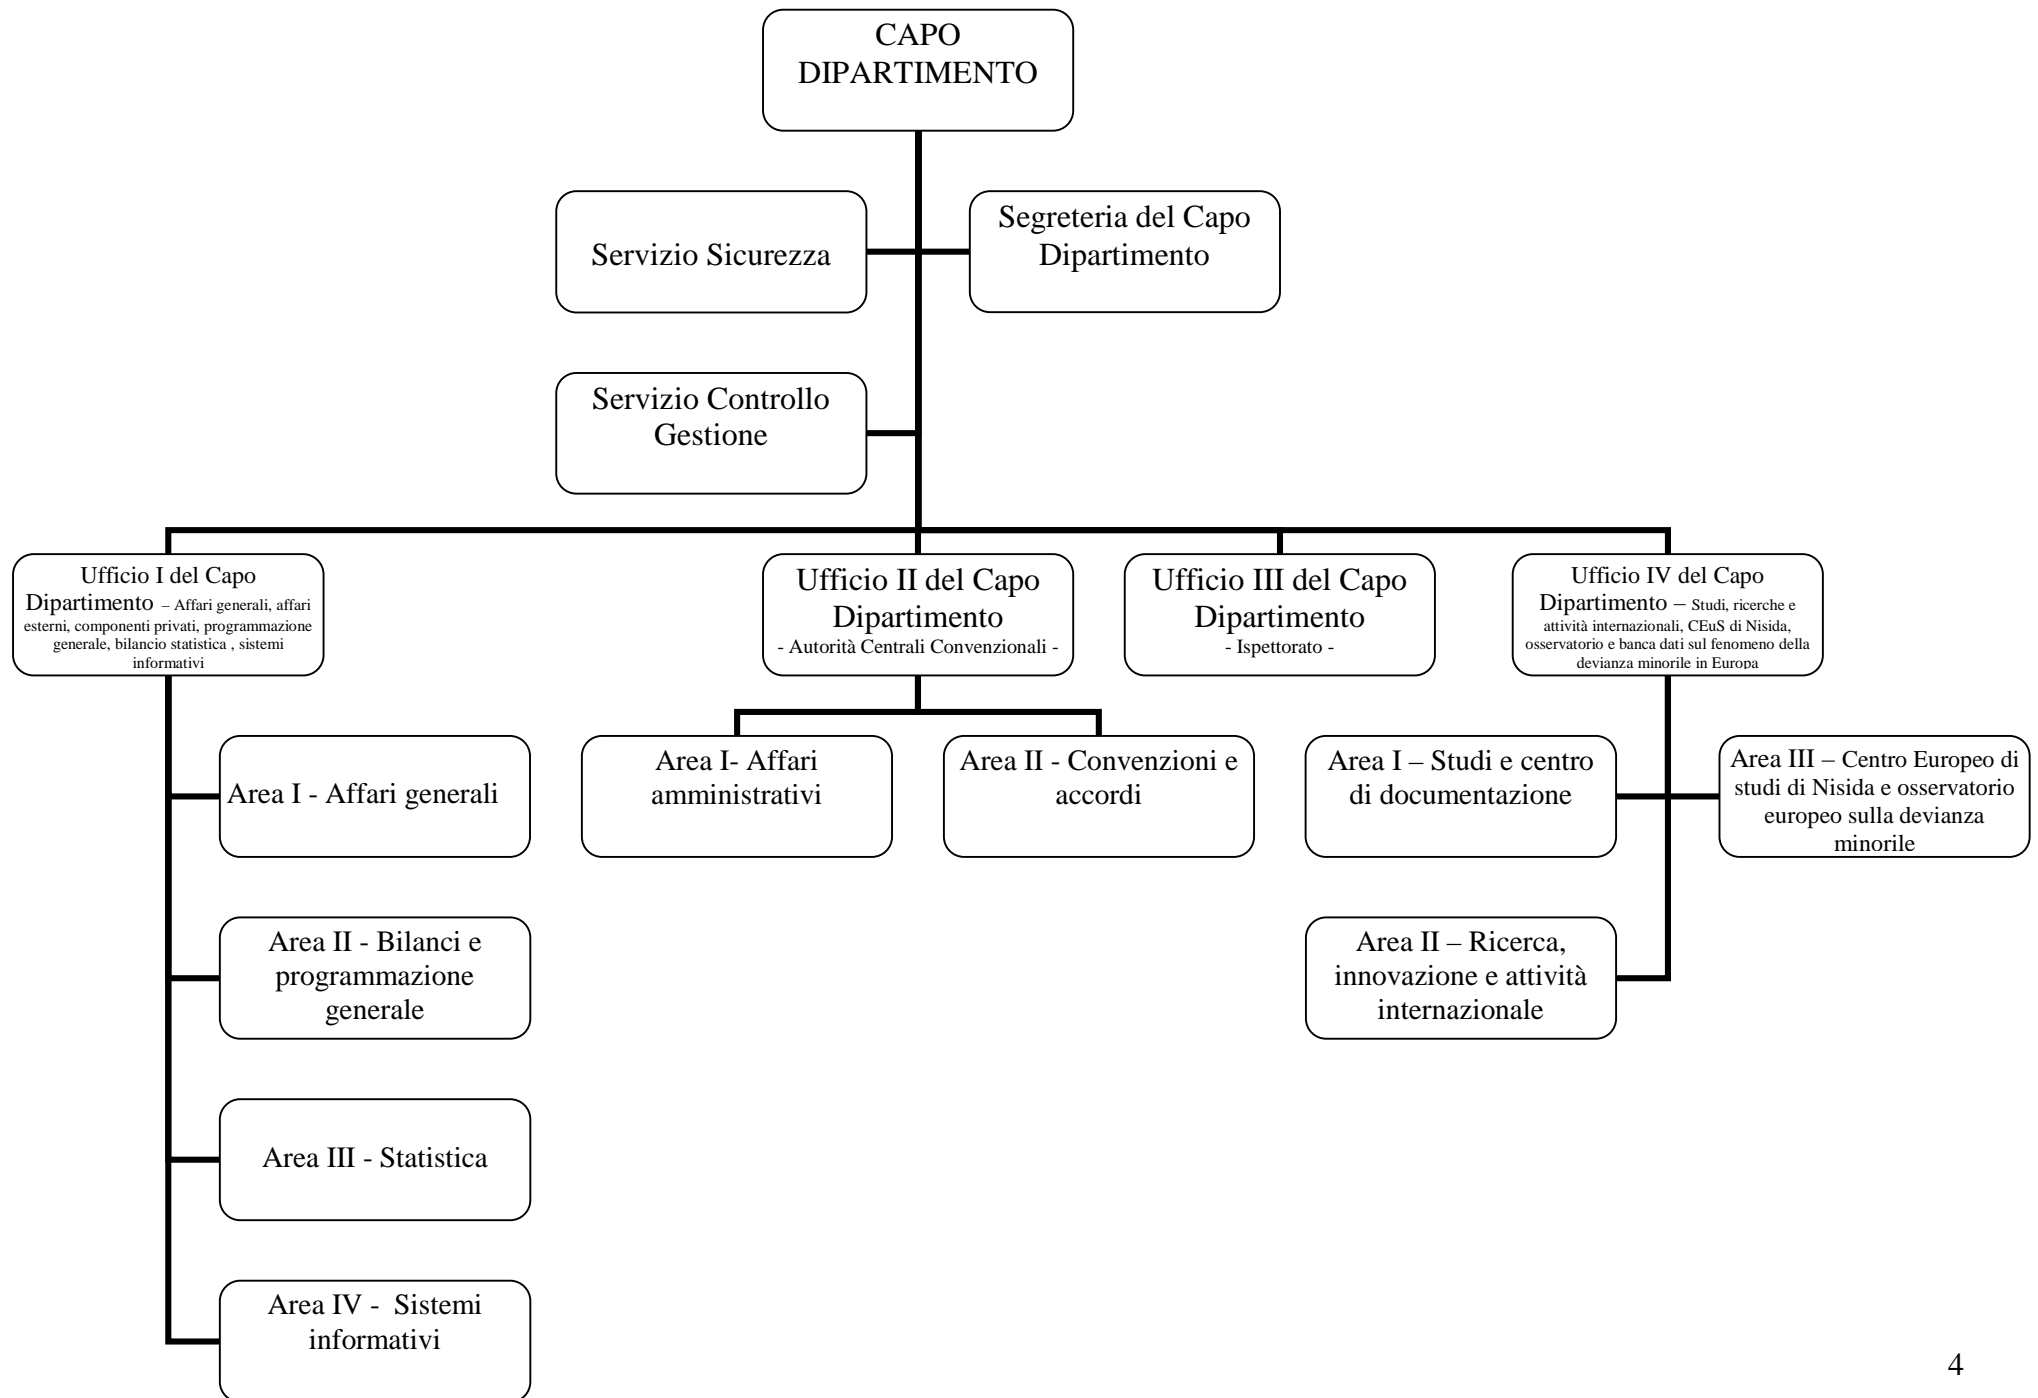 CAPO
DIPARTIMENTO
Servizio Sicurezza
Segreteria del Capo
Dipartimento
Servizio Controllo
Gestione
Ufficio I del Capo
Dipartimento – Affari generali, affari
esterni, componenti privati, programmazione
generale, bilancio statistica , sistemi
informativi
Ufficio II del Capo
Dipartimento
- Autorità Centrali Convenzionali -
Ufficio III del Capo
Dipartimento
- Ispettorato -
Ufficio IV del Capo
Dipartimento – Studi, ricerche e
attività internazionali, CEuS di Nisida,
osservatorio e banca dati sul fenomeno della
devianza minorile in Europa
Area I - Affari generali
Area I- Affari
amministrativi
Area II - Convenzioni e
accordi
Area I – Studi e centro
di documentazione
Area III – Centro Europeo di
studi di Nisida e osservatorio
europeo sulla devianza
minorile
Area II - Bilanci e
programmazione
generale
Area II – Ricerca,
innovazione e attività
internazionale
Area III - Statistica
Area IV -  Sistemi
informativi
4